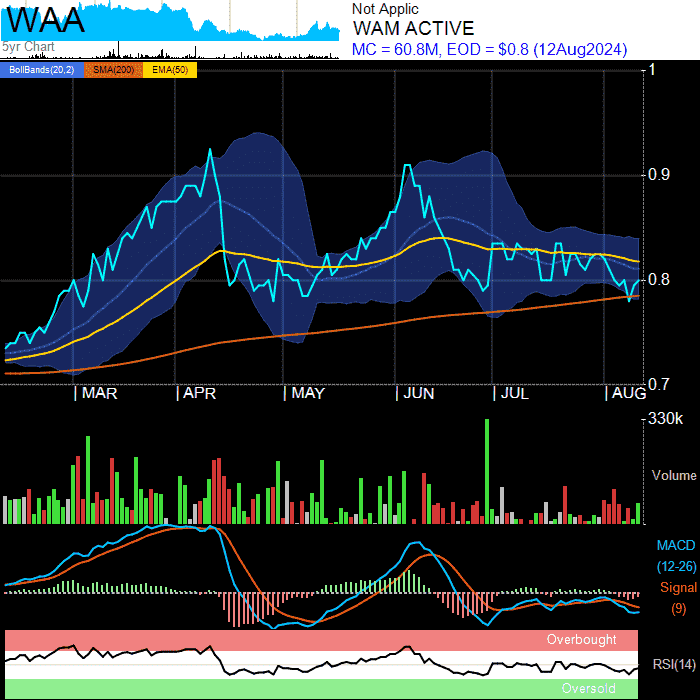 WAA
5yr Chart
Not Applic
WAM ACTIVE
MC = 60.8M, EOD = $0.8 (12Aug2024)
BollBands(20,2) SMA(200) EMA(50)
1
0.9
0.8
0.7
MAR APR MAY JUN JUL AUG
330k
Volume
MACD
(12-26)
Signal
(9)
Overbought
RSI(14)
Oversold